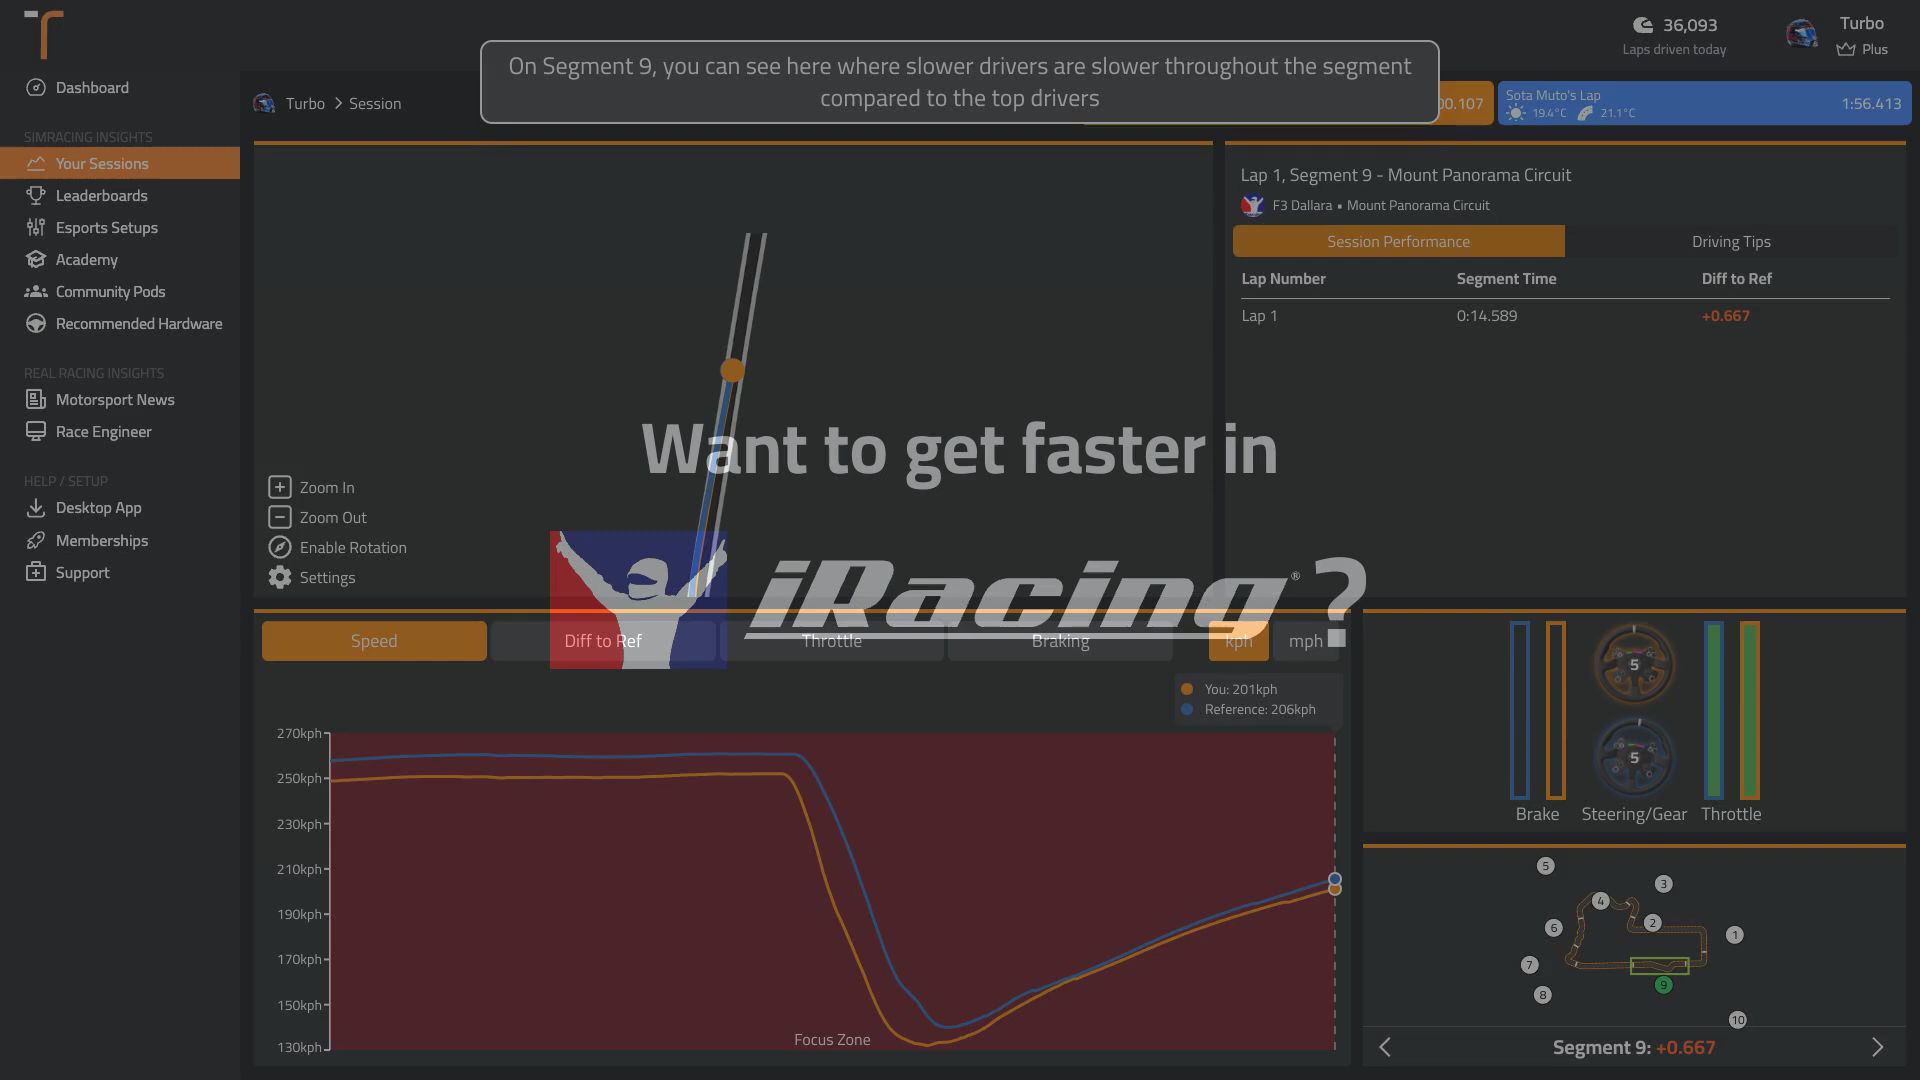 36,093
Laps driven today
Turbo
Plus
On Segment 9, you can see here where slower drivers are slower throughout the segment
compared to the top drivers
Dashboard
SIMRACING INSIGHTS
Your Sessions
Leaderboards
Esports Setups
Academy
Community Pods
Recommended Hardware
REAL RACING INSIGHTS
Motorsport News
Race Engineer
HELP / SETUP
Desktop App
Memberships
Support
Turbo > Session
00.107
Sota Muto's Lap
19.4°C 21.1°C
1:56.413
Lap 1, Segment 9 - Mount Panorama Circuit
F3 Dallara • Mount Panorama Circuit
Session Performance Driving Tips
Lap Number Segment Time Diff to Ref
Lap 1 0:14.589 +0.667
Want to get faster in
iRacing®?
Zoom In
Zoom Out
Enable Rotation
Settings
Speed Diff to Ref Throttle Braking kph mph
You: 201kph
Reference: 206kph
270kph
250kph
230kph
210kph
190kph
170kph
150kph
130kph
Focus Zone
5
5
Brake Steering/Gear Throttle
5
3
4
2
6
1
7
9
8
10
Segment 9: +0.667